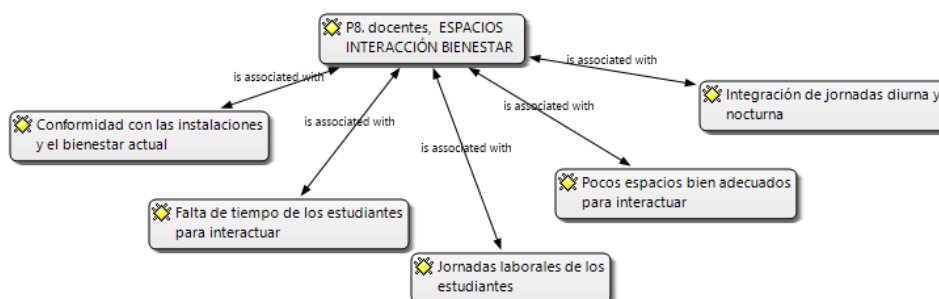 P8. docentes,  ESPACIOS
INTERACCIÓN BIENESTAR
is associated with
is associated with
is associated with
is associated with
is associated with
Integración de jornadas diurna y
nocturna
Conformidad con las instalaciones
y el bienestar actual
Pocos espacios bien adecuados
para interactuar
Falta de tiempo de los estudiantes
para interactuar
Jornadas laborales de los
estudiantes